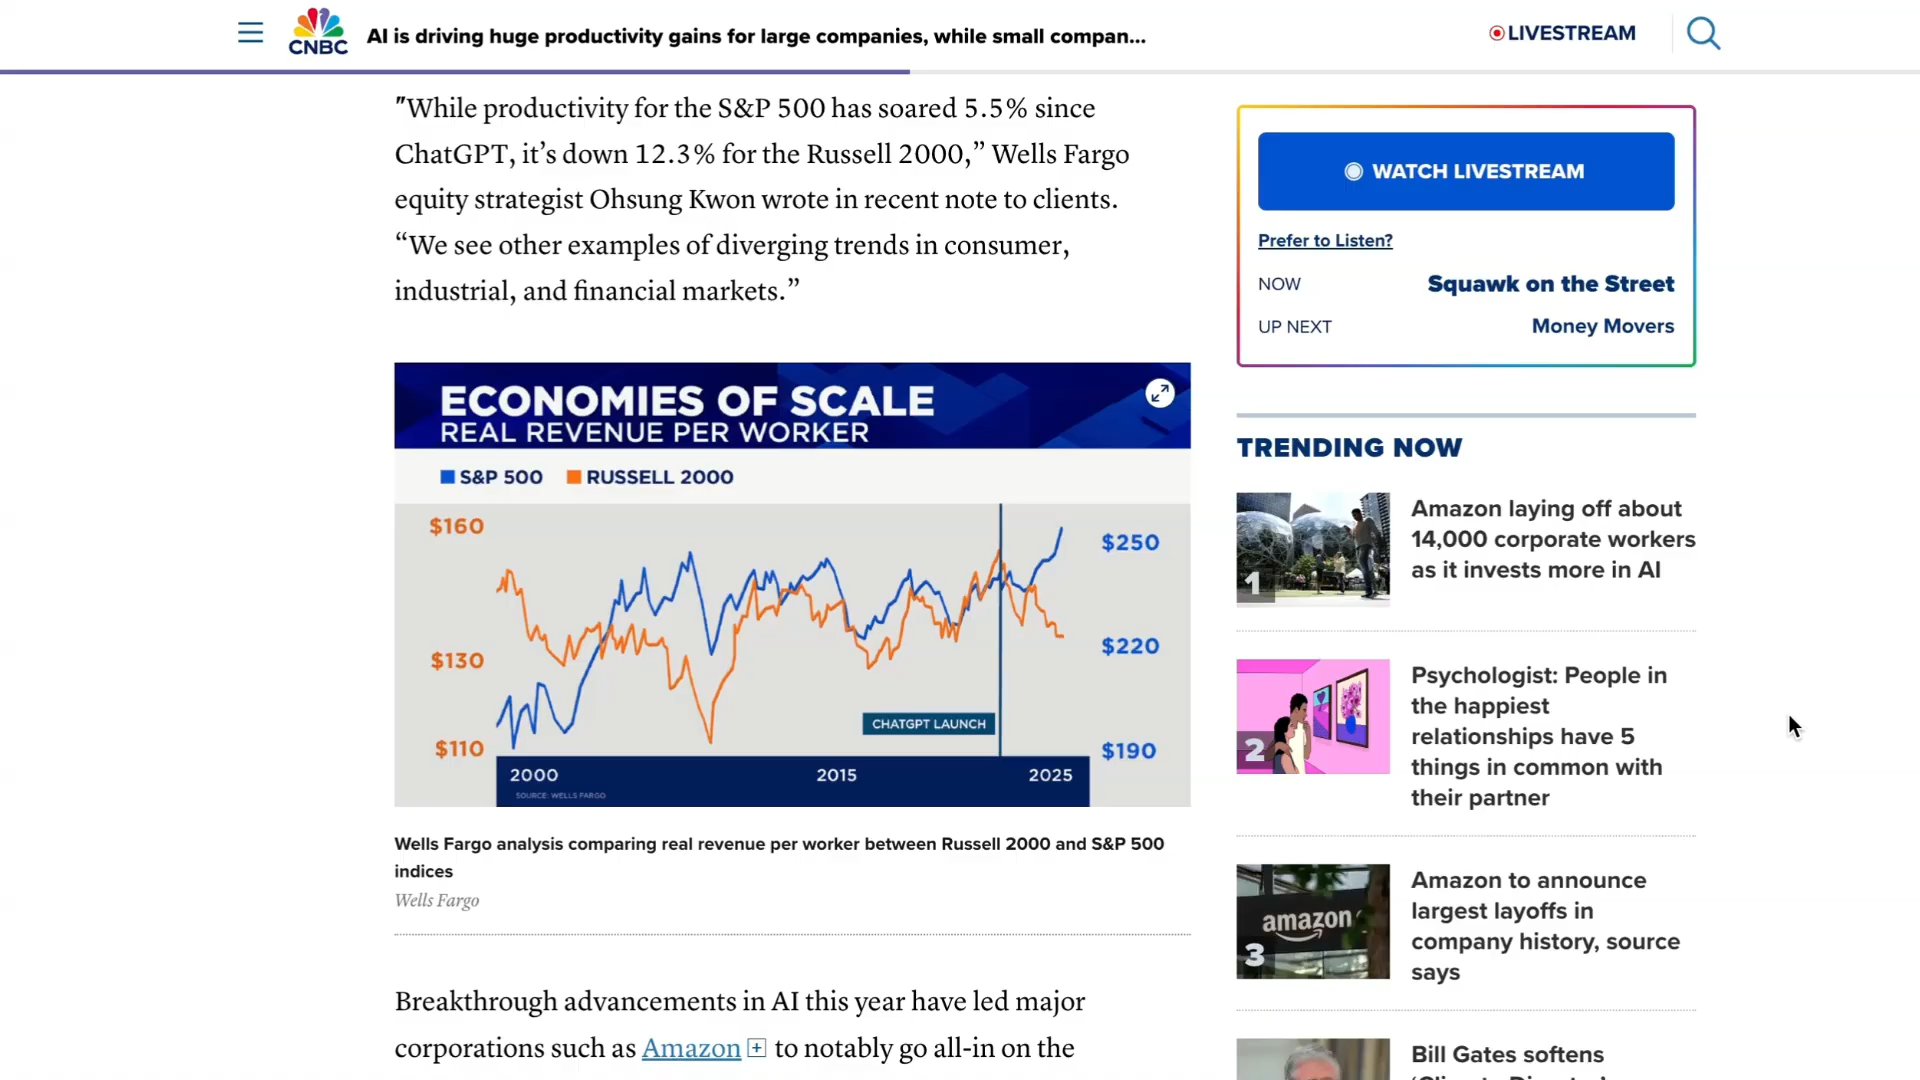 CNBC
AI is driving huge productivity gains for large companies, while small compan...
LIVESTREAM
"While productivity for the S&P 500 has soared 5.5% since
ChatGPT, it’s down 12.3% for the Russell 2000,” Wells Fargo
equity strategist Ohsung Kwon wrote in recent note to clients.
“We see other examples of diverging trends in consumer,
industrial, and financial markets.”
ECONOMIES OF SCALE
REAL REVENUE PER WORKER
S&P 500 RUSSELL 2000
$160
$130
$110
$250
$220
$190
CHATGPT LAUNCH
2000 2015 2025
SOURCE: WELLS FARGO
Wells Fargo analysis comparing real revenue per worker between Russell 2000 and S&P 500
indices
Wells Fargo
Breakthrough advancements in AI this year have led major
corporations such as Amazon to notably go all-in on the
WATCH LIVESTREAM
Prefer to Listen?
NOW Squawk on the Street
UP NEXT Money Movers
TRENDING NOW
1
Amazon laying off about
14,000 corporate workers
as it invests more in AI
2
Psychologist: People in
the happiest
relationships have 5
things in common with
their partner
amazon
3
Amazon to announce
largest layoffs in
company history, source
says
Bill Gates softens